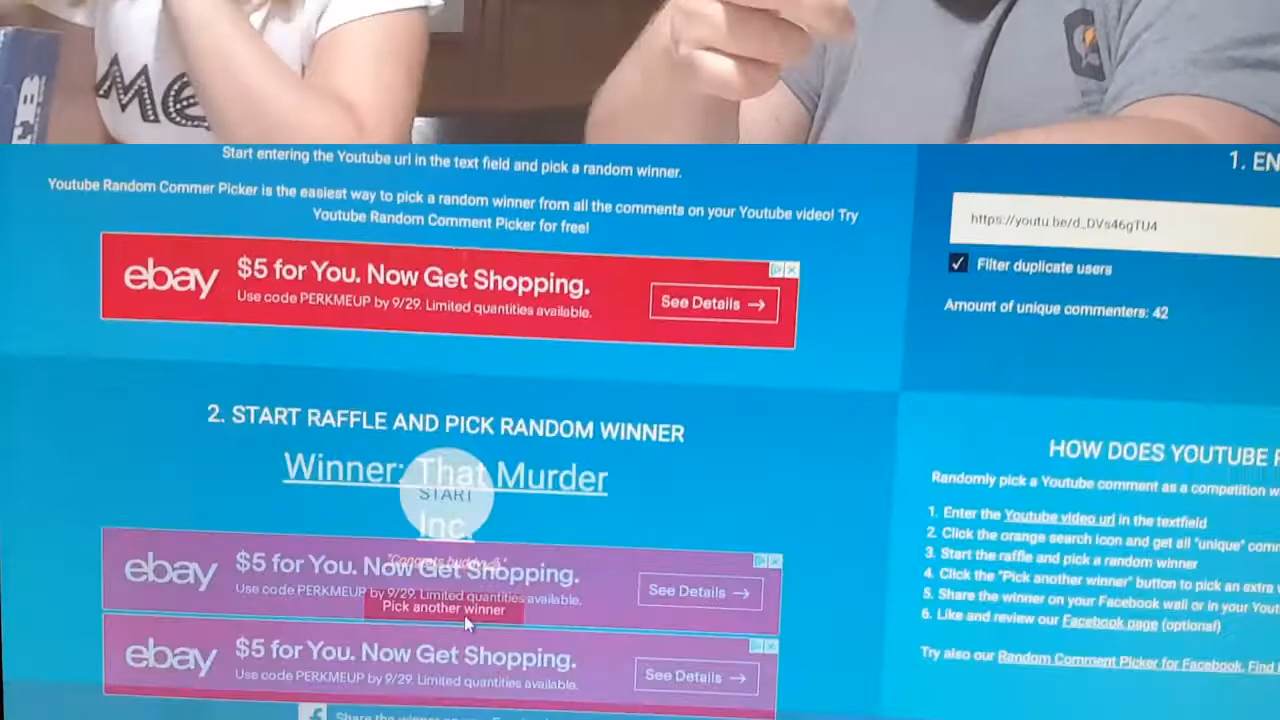 ME
Start entering the Youtube url in the text field and pick a random winner.
Youtube Random Commer Picker is the easiest way to pick a random winner from all the comments on your Youtube video! Try
Youtube Random Comment Picker for free!
ebay
$5 for You. Now Get Shopping.
Use code PERKMEUP by 9/29. Limited quantities available.
See Details →
1. EN
https://youtu.be/d_DVs46gTU4
Filter duplicate users
Amount of unique commenters: 42
2. START RAFFLE AND PICK RANDOM WINNER
Winner: That Murder
START
Inc.
"Congrats buddy
ebay
$5 for You. Now Get Shopping.
Use code PERKMEUP by 9/29. Limited quantities available.
See Details →
Pick another winner
ebay
$5 for You. Now Get Shopping.
Use code PERKMEUP by 9/29. Limited quantities available.
See Details →
Share the winner
HOW DOES YOUTUBE
Randomly pick a Youtube comment as a competition w
1. Enter the Youtube video url in the textfield
2. Click the orange search icon and get all "unique" com
3. Start the raffle and pick a random winner
4. Click the "Pick another winner" button to pick an extra
5. Share the winner on your Facebook wall or in your Yout
6. Like and review our Facebook page (optional)
Try also our Random Comment Picker for Facebook. Find